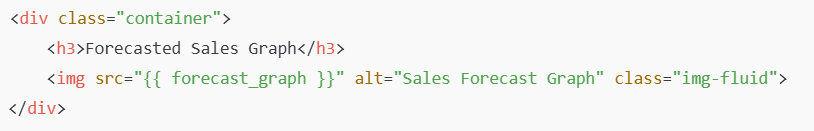 <div class="container">
    <h3>Forecasted Sales Graph</h3>
    <img src="{{ forecast_graph }}" alt="Sales Forecast Graph" class="img-fluid">
</div>